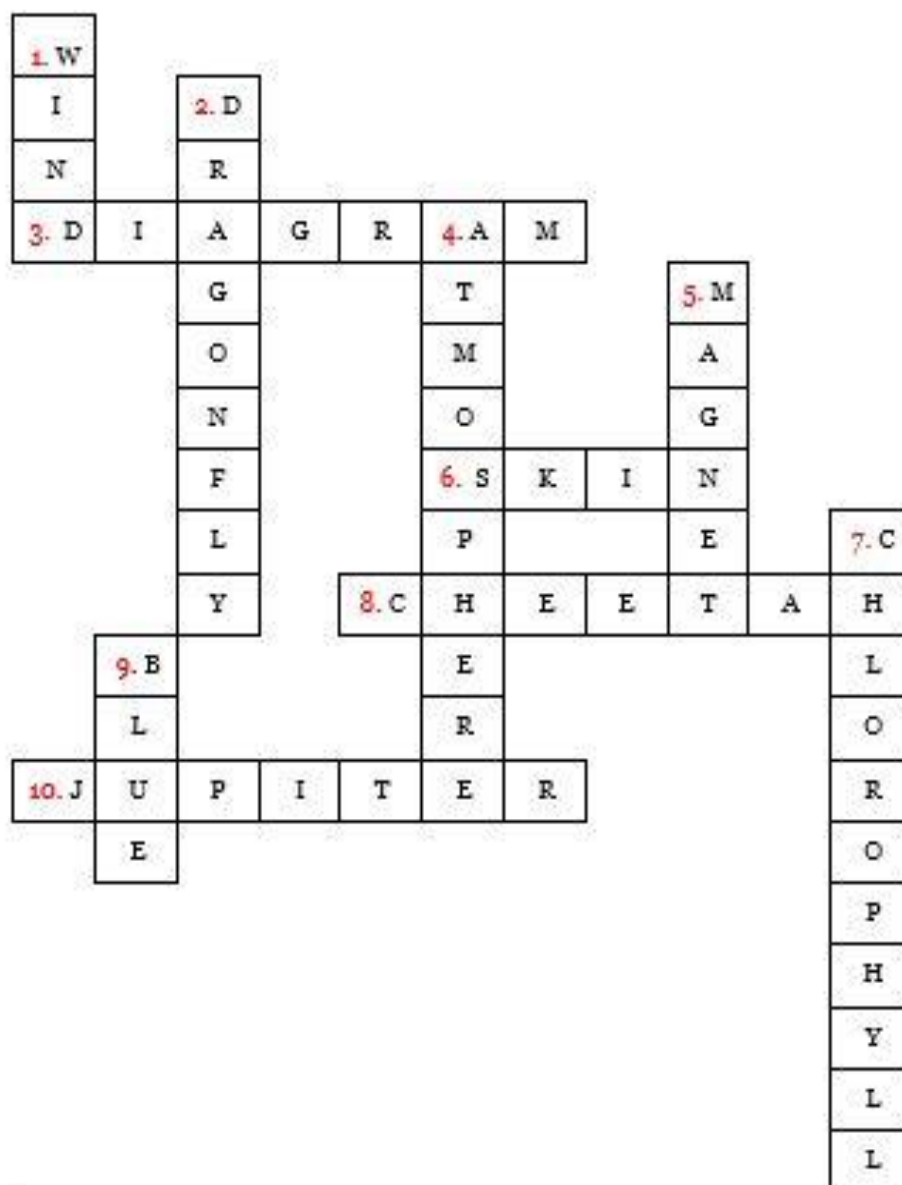 1. W
I 2. D
N R
3. D I A G R 4. A M
G T 5. M
O M A
N O G
F 6. S K I N
L P E 7. C
Y 8. C H E E T A H
9. B E L
L R O
10. J U P I T E R R
E O
P
H
Y
L
L